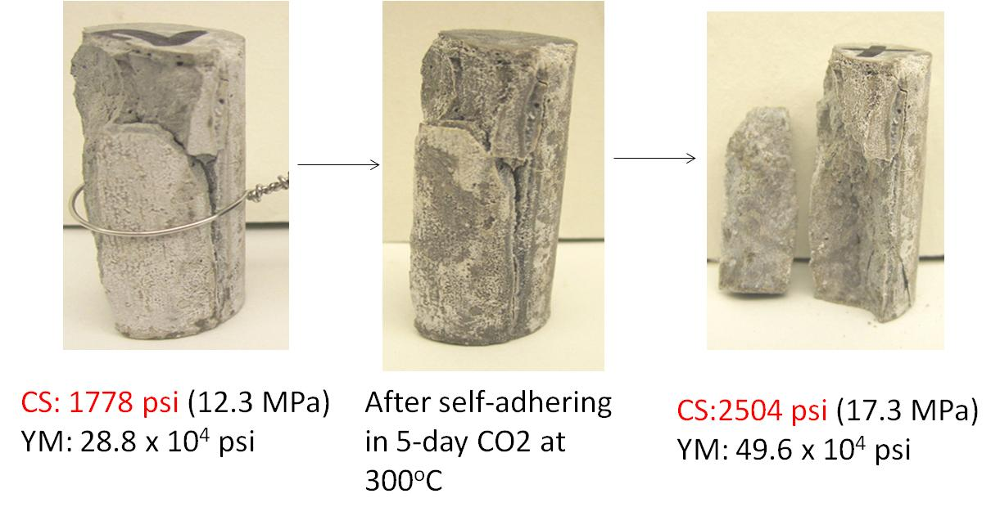 CS: 1778 psi (12.3 MPa)
YM: 28.8 x 10⁴ psi
After self-adhering
in 5-day CO2 at
300ºC
CS:2504 psi (17.3 MPa)
YM: 49.6 x 10⁴ psi